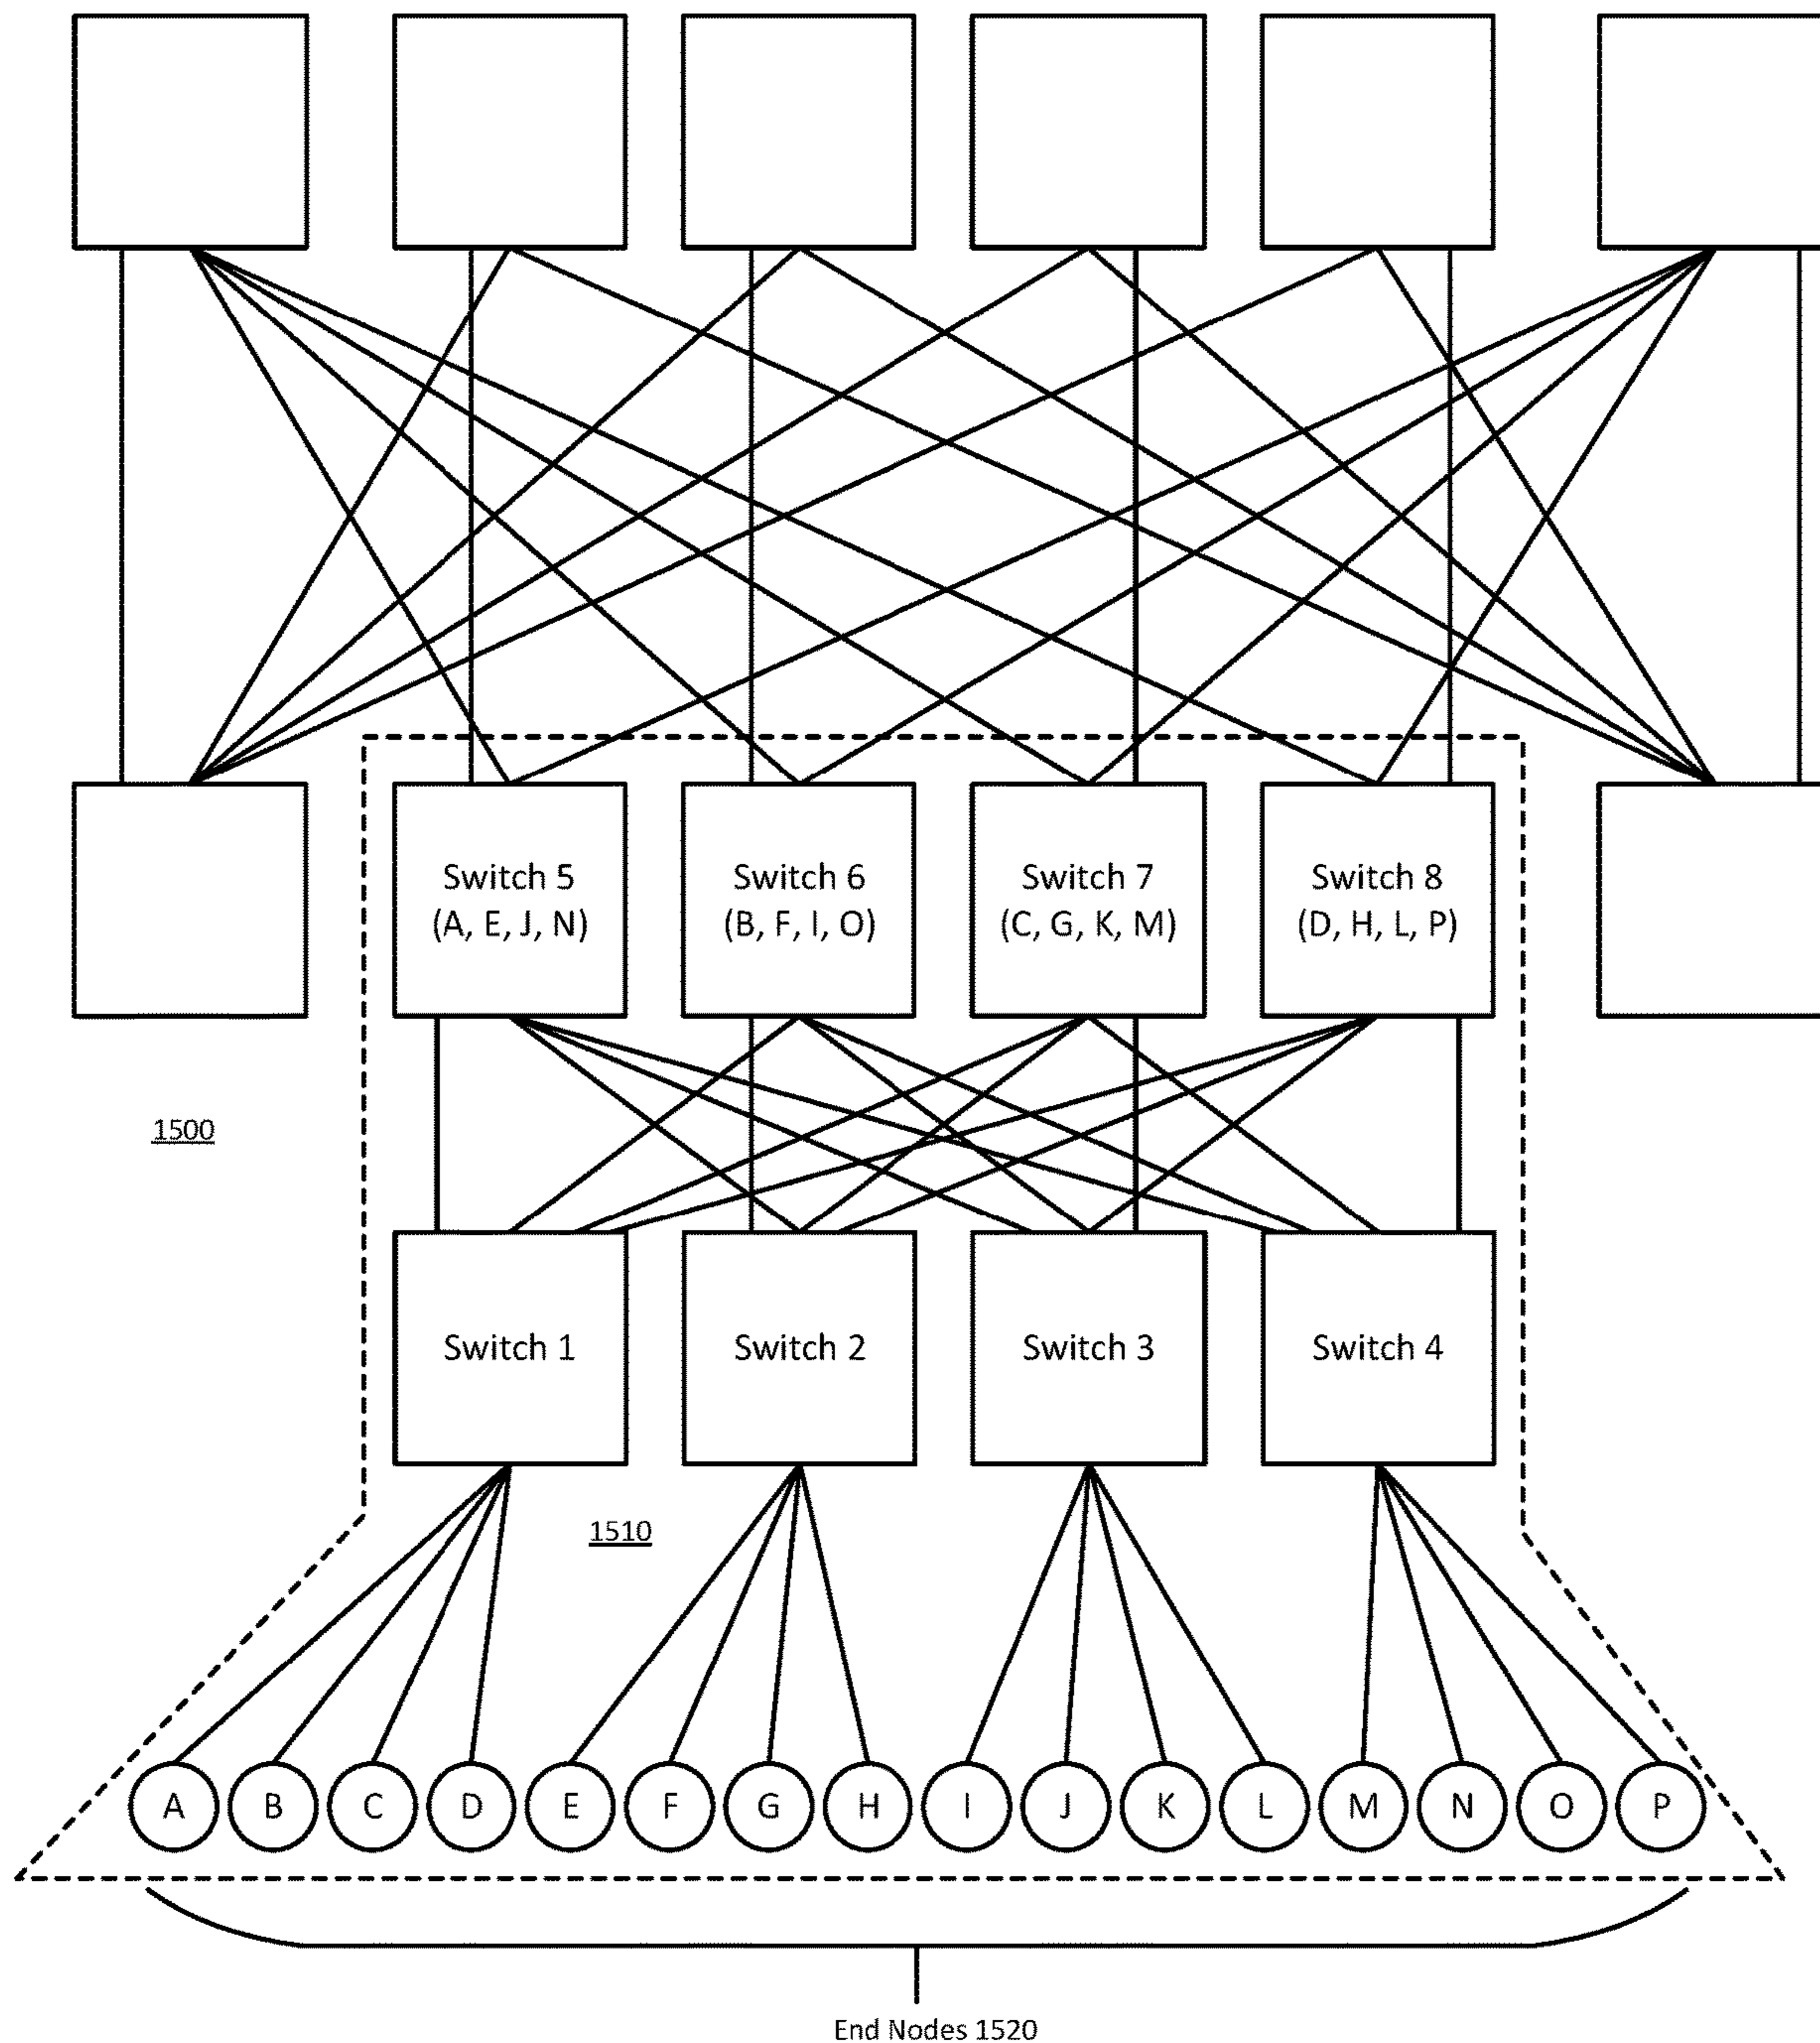 Switch 5
(A, E, J, N)
Switch 6
(B, F, I, O)
Switch 7
(C, G, K, M)
Switch 8
(D, H, L, P)
1500
Switch 1
Switch 2
Switch 3
Switch 4
1510
A
B
C
D
E
F
G
H
I
J
K
L
M
N
O
P
End Nodes 1520